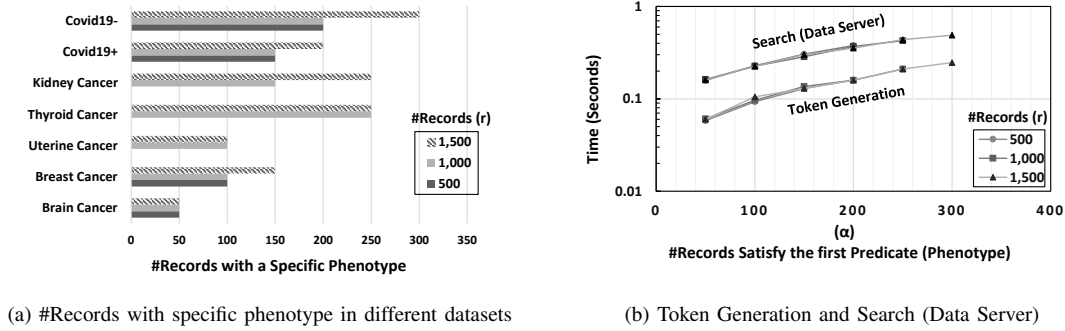 Covid19-
Covid19+
Kidney Cancer
Thyroid Cancer
Uterine Cancer
Breast Cancer
Brain Cancer
#Records (r)
1,500
1,000
500
0 50 100 150 200 250 300 350
#Records with a Specific Phenotype
(a) #Records with specific phenotype in different datasets
1
0.1
0.01
Time (Seconds)
Search (Data Server)
Token Generation
#Records (r)
500
1,000
1,500
0 100 200 300 400
(α)
#Records Satisfy the first Predicate (Phenotype)
(b) Token Generation and Search (Data Server)